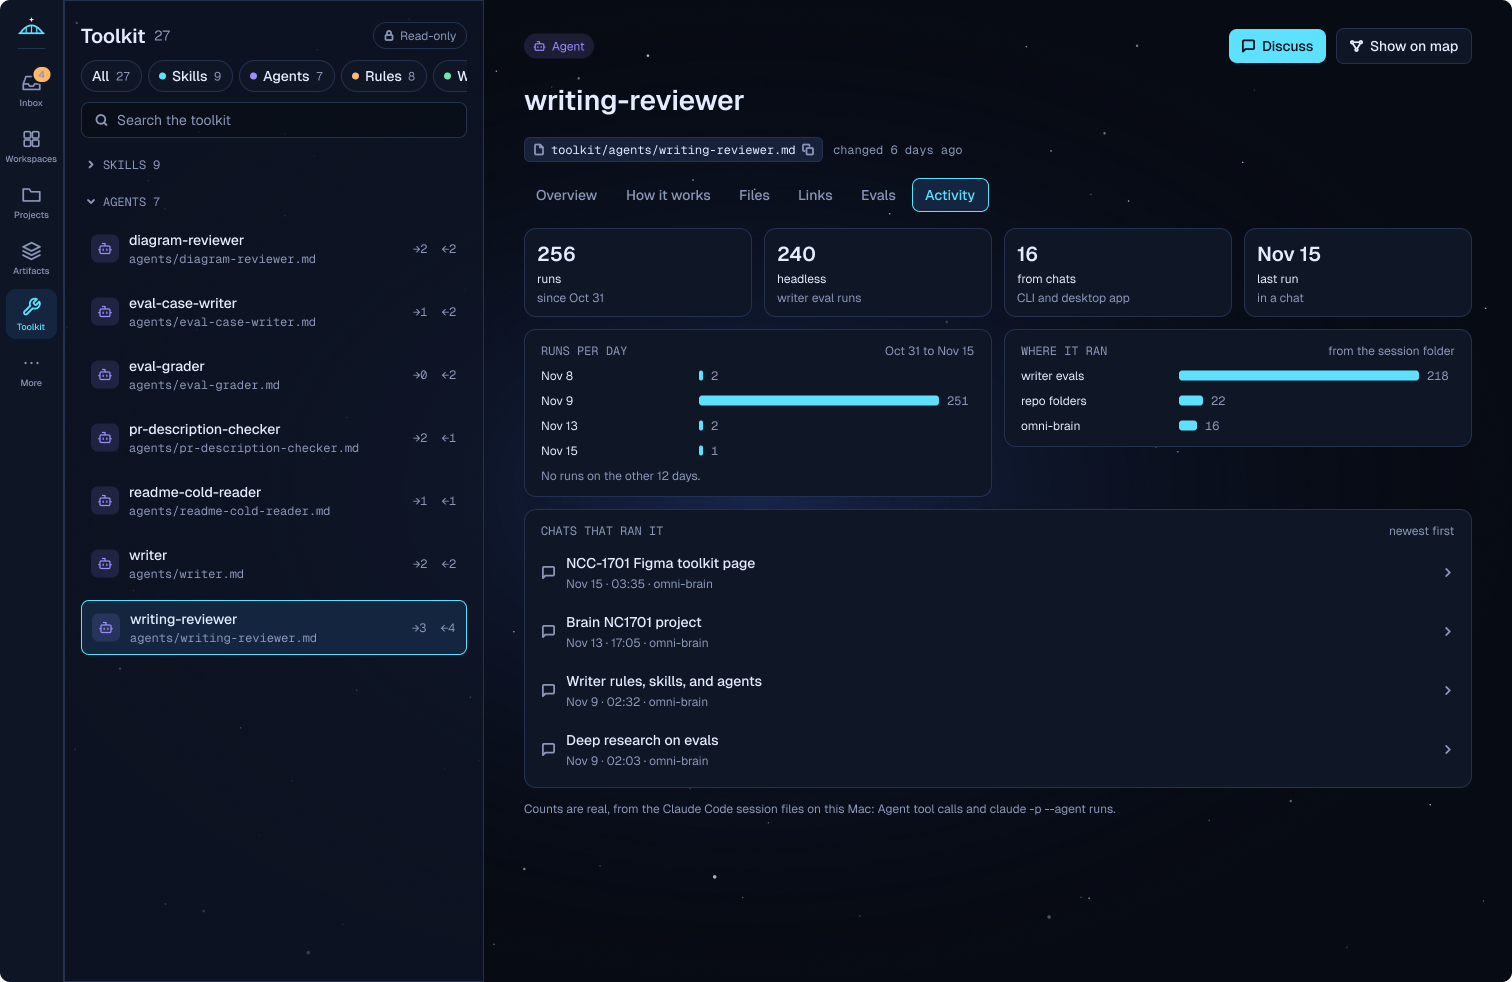 4
Inbox
Workspaces
Projects
Artifacts
Toolkit
More
Toolkit 27
Read-only
All 27
Skills 9
Agents 7
Rules 8
Search the toolkit
SKILLS 9
AGENTS 7
diagram-reviewer
agents/diagram-reviewer.md
→2 ←2
eval-case-writer
agents/eval-case-writer.md
→1 ←2
eval-grader
agents/eval-grader.md
→0 ←2
pr-description-checker
agents/pr-description-checker.md
→2 ←1
readme-cold-reader
agents/readme-cold-reader.md
→1 ←1
writer
agents/writer.md
→2 ←2
writing-reviewer
agents/writing-reviewer.md
→3 ←4
Agent
Discuss
Show on map
writing-reviewer
toolkit/agents/writing-reviewer.md
changed 6 days ago
Overview
How it works
Files
Links
Evals
Activity
256
runs
since Oct 31
240
headless
writer eval runs
16
from chats
CLI and desktop app
Nov 15
last run
in a chat
RUNS PER DAY
Oct 31 to Nov 15
Nov 8 2
Nov 9 251
Nov 13 2
Nov 15 1
No runs on the other 12 days.
WHERE IT RAN
from the session folder
writer evals 218
repo folders 22
omni-brain 16
CHATS THAT RAN IT
newest first
NCC-1701 Figma toolkit page
Nov 15 · 03:35 · omni-brain
Brain NC1701 project
Nov 13 · 17:05 · omni-brain
Writer rules, skills, and agents
Nov 9 · 02:32 · omni-brain
Deep research on evals
Nov 9 · 02:03 · omni-brain
Counts are real, from the Claude Code session files on this Mac: Agent tool calls and claude -p --agent runs.